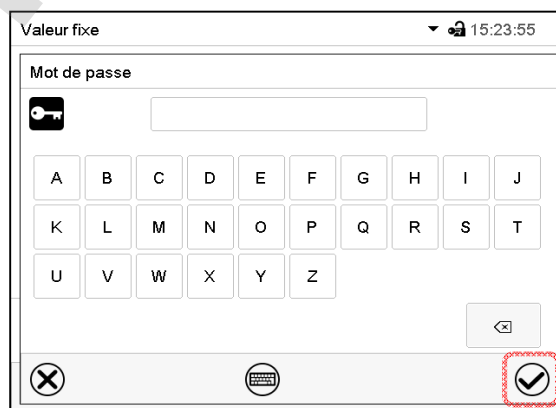 Valeur fixe 15:23:55
Mot de passe
A B C D E F G H I J
K L M N O P Q R S T
U V W X Y Z